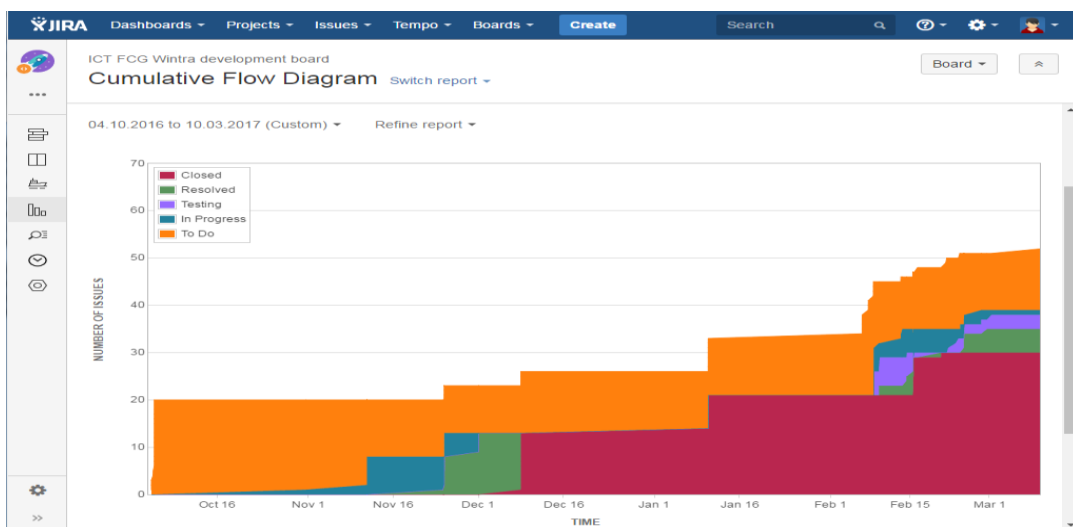 JIRA Dashboards Projects Issues Tempo Boards Create Search
ICT FCG Wintra development board
Cumulative Flow Diagram Switch report Board
04.10.2016 to 10.03.2017 (Custom) Refine report
70
Closed
Resolved
Testing
In Progress
To Do
60
50
40
30
20
10
0
NUMBER OF ISSUES
Oct 16 Nov 1 Nov 16 Dec 1 Dec 16 Jan 1 Jan 16 Feb 1 Feb 15 Mar 1
TIME